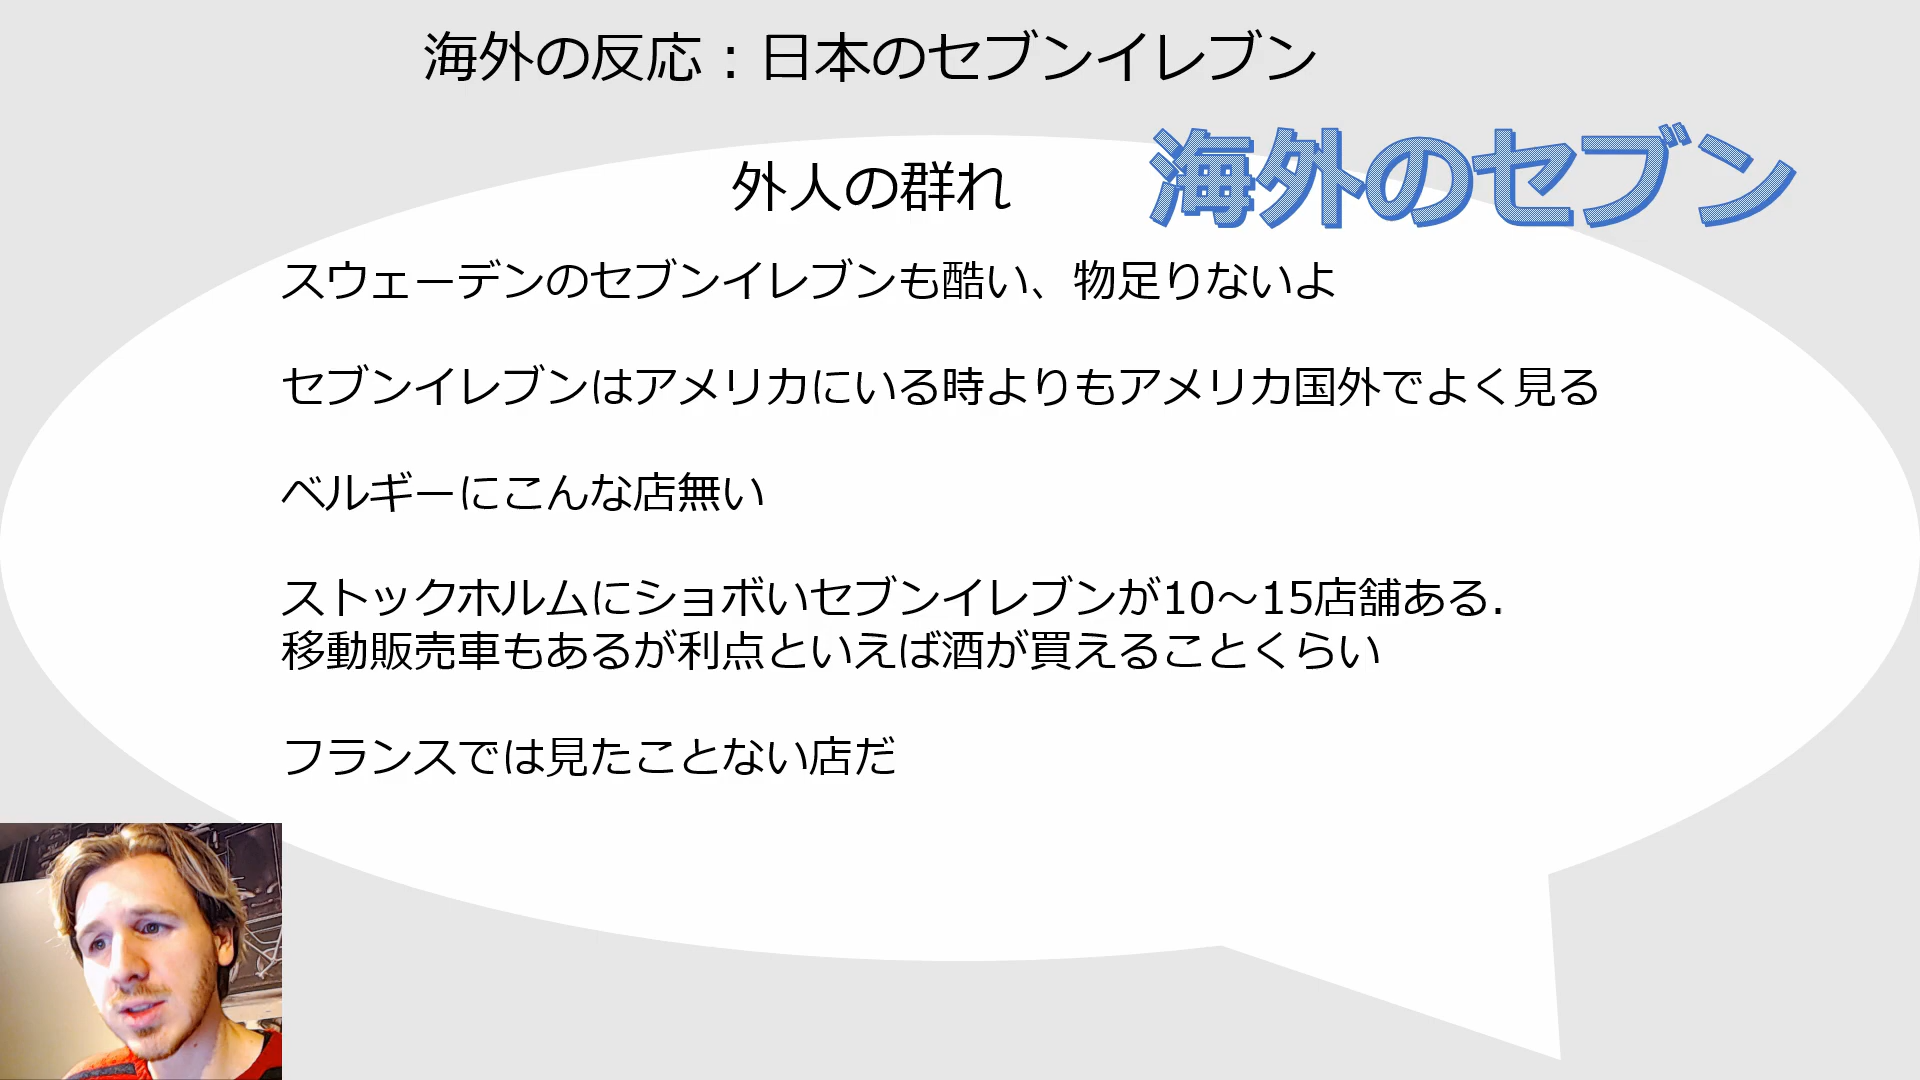 海外の反応：日本のセブンイレブン
海外のセブン
外人の群れ
スウェーデンのセブンイレブンも酷い、物足りないよ
セブンイレブンはアメリカにいる時よりもアメリカ国外でよく見る
ベルギーにこんな店無い
ストックホルムにショボいセブンイレブンが10～15店舗ある.
移動販売車もあるが利点といえば酒が買えることくらい
フランスでは見たことない店だ